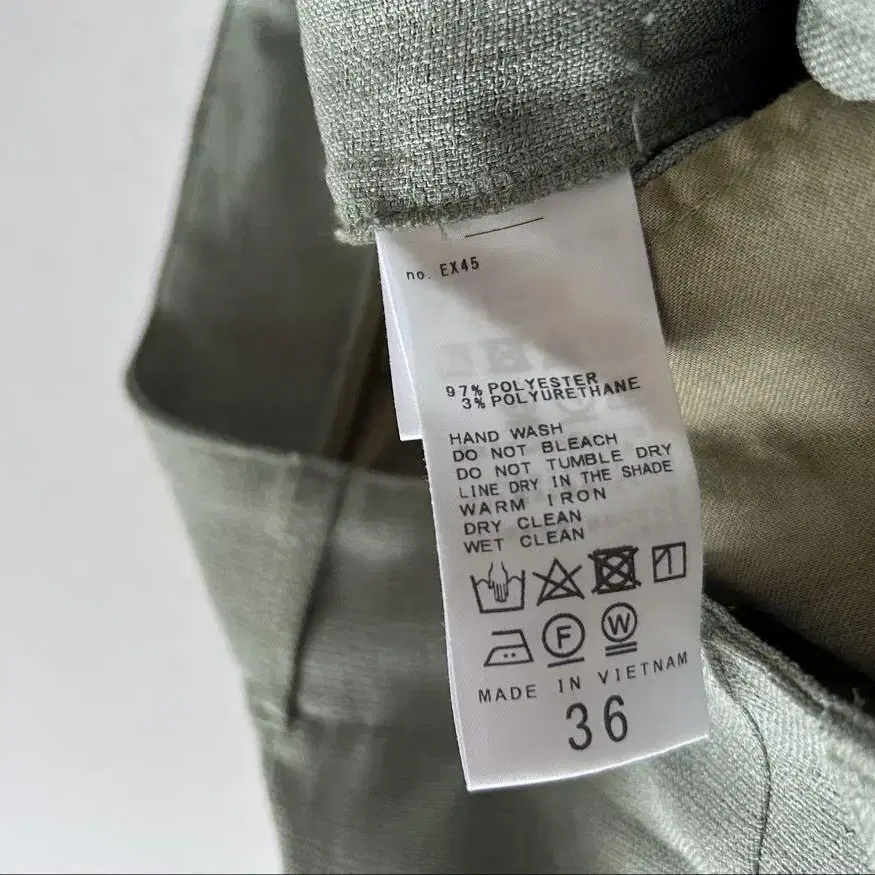 no. EX45
97% POLYESTER
3% POLYURETHANE
HAND WASH
DO NOT BLEACH
DO NOT TUMBLE DRY
LINE DRY IN THE SHADE
WARM IRON
DRY CLEAN
WET CLEAN
F W
MADE IN VIETNAM
36